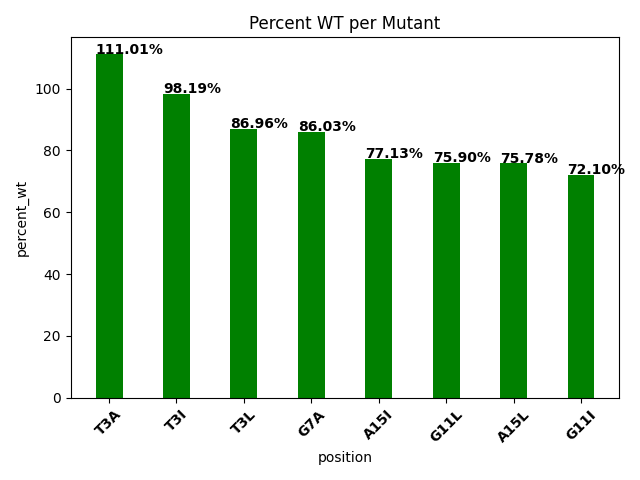 Percent WT per Mutant
111.01%
98.19%
86.96%
86.03%
77.13%
75.90%
75.78%
72.10%
percent_wt
100
80
60
40
20
0
T3A
T3I
T3L
G7A
A15I
G11L
A15L
G11I
position